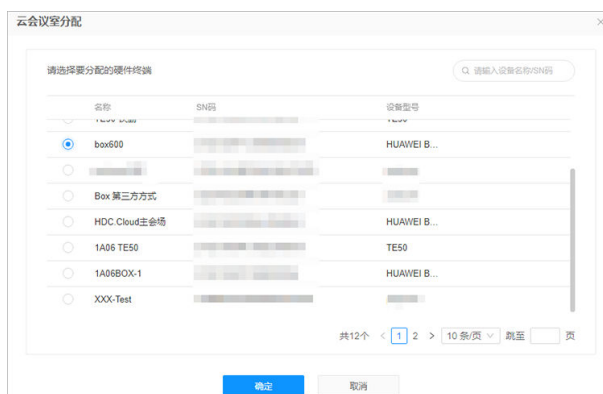 云会议室分配
请选择要分配的硬件终端
请输入设备名称/SN码
名称 SN码 设备型号
box600 HUAWEI B...
Box 第三方方式
HDC.Cloud主会场 HUAWEI B...
1A06 TE50 TE50
1A06BOX-1 HUAWEI B...
XXX-Test
共12个 < 1 2 > 10 条/页 跳至 页
确定 取消